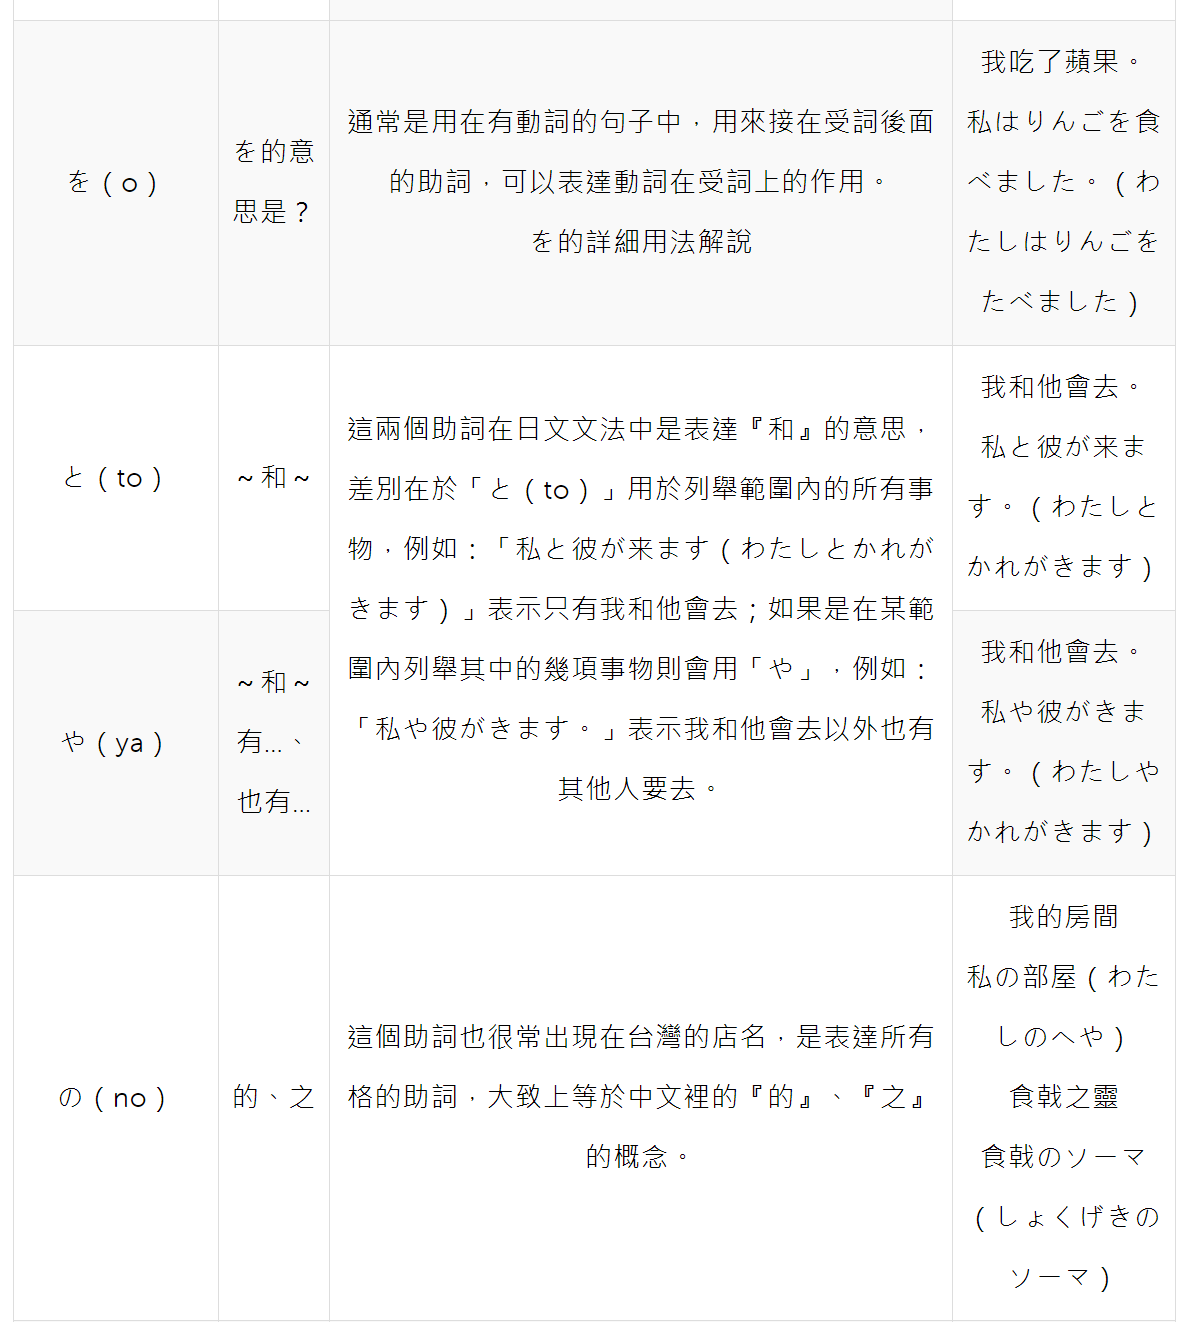 を（o）
を的意
思是？
通常是用在有動詞的句子中，用來接在受詞後面
的助詞，可以表達動詞在受詞上的作用。
を的詳細用法解說
我吃了蘋果。
私はりんごを食
べました。（わ
たしはりんごを
たべました）
と（to）
～和～
這兩個助詞在日文文法中是表達『和』的意思，
差別在於「と（to）」用於列舉範圍內的所有事
物，例如：「私と彼が来ます（わたしとかれが
きます）」表示只有我和他會去；如果是在某範
圍內列舉其中的幾項事物則會用「や」，例如：
「私や彼がきます。」表示我和他會去以外也有
其他人要去。
我和他會去。
私と彼が来ま
す。（わたしと
かれがきます）
や（ya）
～和～
有...、
也有...
我和他會去。
私や彼がきま
す。（わたしや
かれがきます）
の（no）
的、之
這個助詞也很常出現在台灣的店名，是表達所有
格的助詞，大致上等於中文裡的『的』、『之』
的概念。
我的房間
私の部屋（わた
しのへや）
食戟之靈
食戟のソーマ
（しょくげきの
ソーマ）